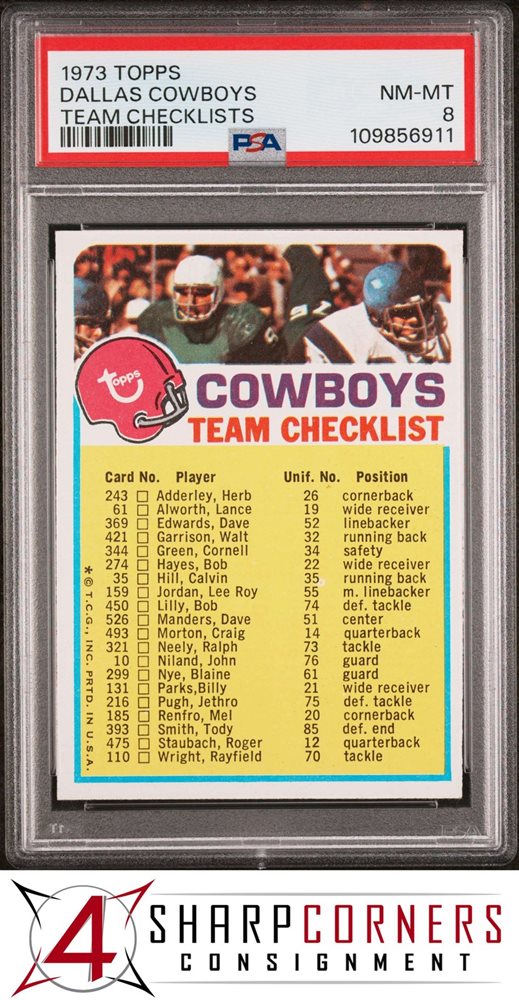 1973 TOPPS
DALLAS COWBOYS NM-MT
TEAM CHECKLISTS 8
PSA 109856911
Topps
COWBOYS
TEAM CHECKLIST
Card No. Player Unif. No. Position
243 Adderley, Herb 26 cornerback
61 Alworth, Lance 19 wide receiver
369 Edwards, Dave 52 linebacker
421 Garrison, Walt 32 running back
344 Green, Cornell 34 safety
274 Hayes, Bob 22 wide receiver
35 Hill, Calvin 35 running back
159 Jordan, Lee Roy 55 m. linebacker
450 Lilly, Bob 74 def. tackle
526 Manders, Dave 51 center
493 Morton, Craig 14 quarterback
321 Neely, Ralph 73 tackle
10 Niland, John 76 guard
299 Nye, Blaine 61 guard
131 Parks,Billy 21 wide receiver
216 Pugh, Jethro 75 def. tackle
185 Renfro, Mel 20 cornerback
393 Smith, Tody 85 def. end
475 Staubach, Roger 12 quarterback
110 Wright, Rayfield 70 tackle
* © T.C.G., INC. PRTD. IN U.S.A.
4 SHARPCORNERS
CONSIGNMENT